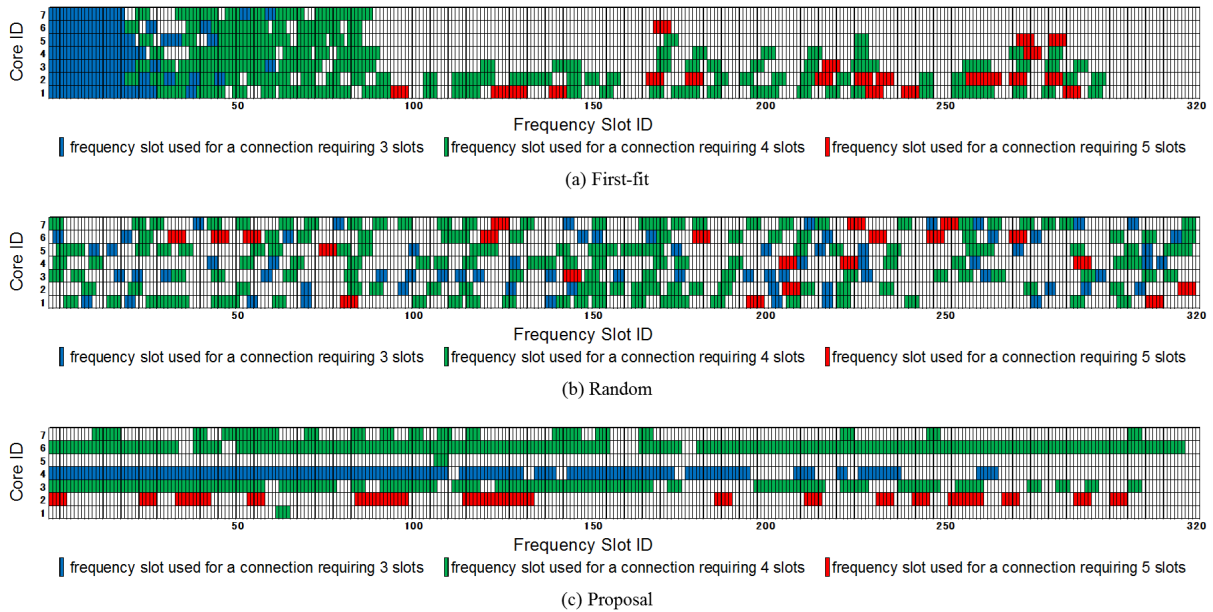 Core ID
7
6
5
4
3
2
1
50 100 150 200 250 320
Frequency Slot ID
frequency slot used for a connection requiring 3 slots frequency slot used for a connection requiring 4 slots frequency slot used for a connection requiring 5 slots
(a) First-fit
Core ID
7
6
5
4
3
2
1
50 100 150 200 250 320
Frequency Slot ID
frequency slot used for a connection requiring 3 slots frequency slot used for a connection requiring 4 slots frequency slot used for a connection requiring 5 slots
(b) Random
Core ID
7
6
5
4
3
2
1
50 100 150 200 250 320
Frequency Slot ID
frequency slot used for a connection requiring 3 slots frequency slot used for a connection requiring 4 slots frequency slot used for a connection requiring 5 slots
(c) Proposal